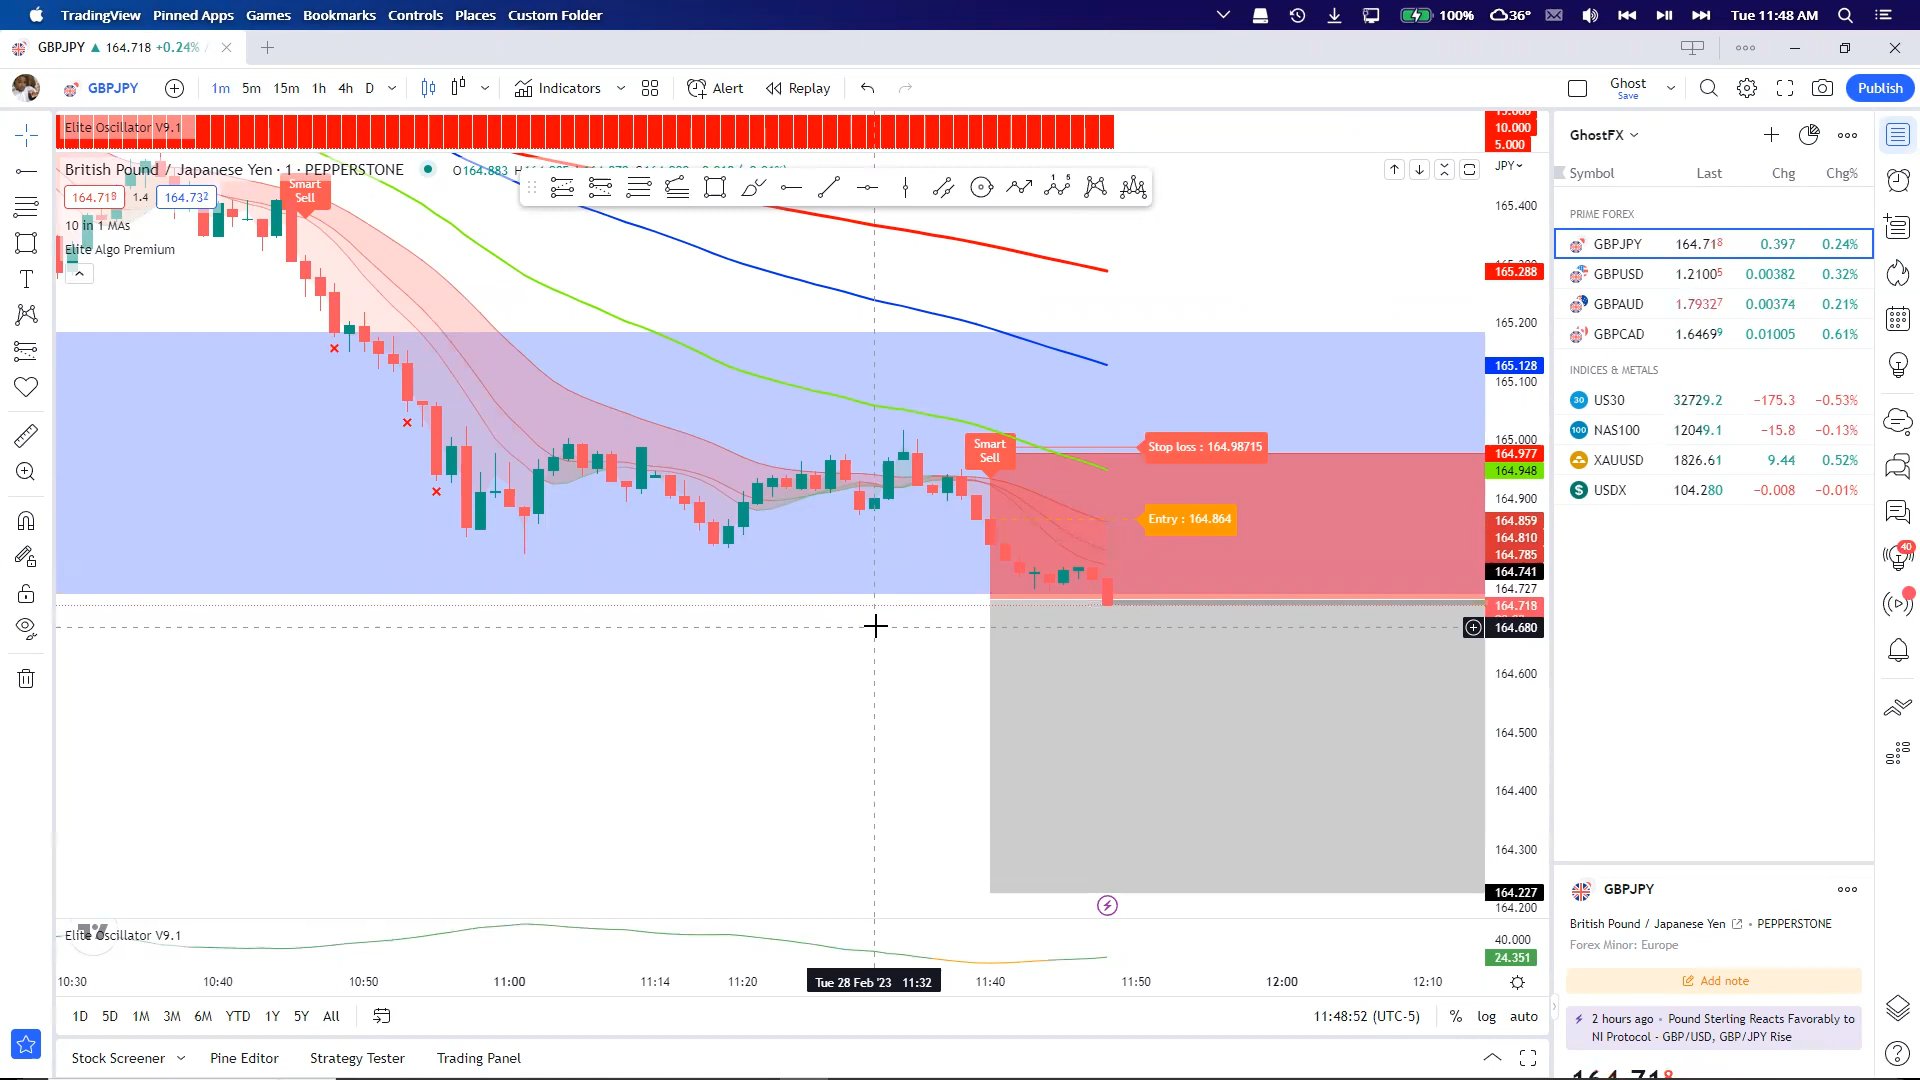 TradingView Pinned Apps Games Bookmarks Controls Places Custom Folder 100% 36° Tue 11:48 AM
GBPJPY ▲ 164.718 +0.24%
GBPJPY 1m 5m 15m 1h 4h D Indicators Alert Replay Ghost Save Publish
Elite Oscillator V9.1
10.000
5.000
British Pound / Japanese Yen · 1 · PEPPERSTONE
O164.883
JPY
164.718 1.4 164.732
10 in 1 MAs
Elite Algo Premium
Smart
Sell
Smart
Sell
Stop loss : 164.98715
Entry : 164.864
165.400
165.288
165.200
165.128
165.100
165.000
164.977
164.948
164.900
164.859
164.810
164.785
164.741
164.727
164.718
164.680
164.600
164.500
164.400
164.300
164.227
164.200
Elite Oscillator V9.1
40.000
24.351
10:30 10:40 10:50 11:00 11:14 11:20 Tue 28 Feb '23 11:32 11:40 11:50 12:00 12:10
1D 5D 1M 3M 6M YTD 1Y 5Y All 11:48:52 (UTC-5) % log auto
Stock Screener Pine Editor Strategy Tester Trading Panel
GhostFX
Symbol Last Chg Chg%
PRIME FOREX
GBPJPY 164.718 0.397 0.24%
GBPUSD 1.21005 0.00382 0.32%
GBPAUD 1.79327 0.00374 0.21%
GBPCAD 1.64699 0.01005 0.61%
INDICES & METALS
30 US30 32729.2 −175.3 −0.53%
100 NAS100 12049.1 −15.8 −0.13%
XAUUSD 1826.61 9.44 0.52%
$ USDX 104.280 −0.008 −0.01%
40
GBPJPY
British Pound / Japanese Yen • PEPPERSTONE
Forex Minor: Europe
Add note
2 hours ago • Pound Sterling Reacts Favorably to
NI Protocol - GBP/USD, GBP/JPY Rise